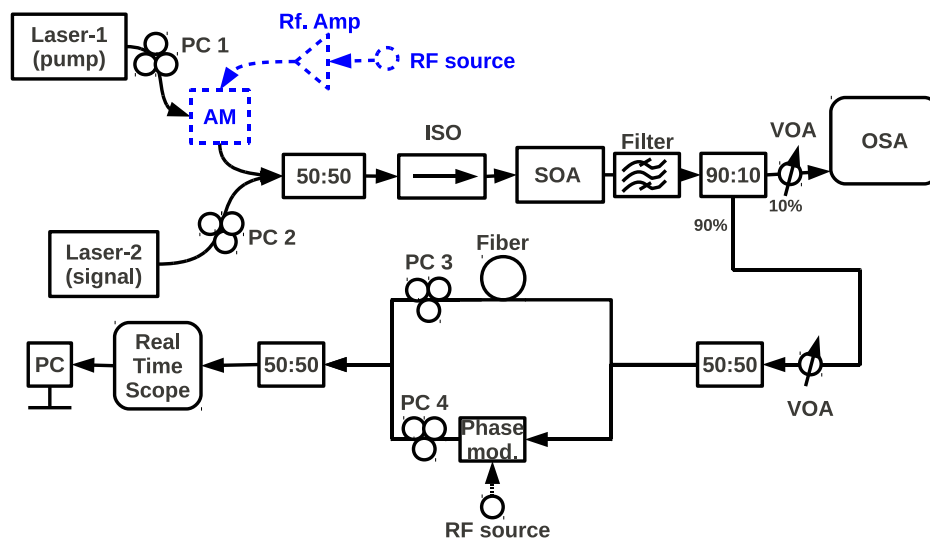 Laser-1
(pump)
PC 1
Rf. Amp
RF source
AM
ISO
Filter
VOA
OSA
50:50
SOA
90:10
10%
90%
PC 2
Laser-2
(signal)
Fiber
PC 3
PC
Real
Time
Scope
50:50
50:50
VOA
PC 4
Phase
mod.
RF source